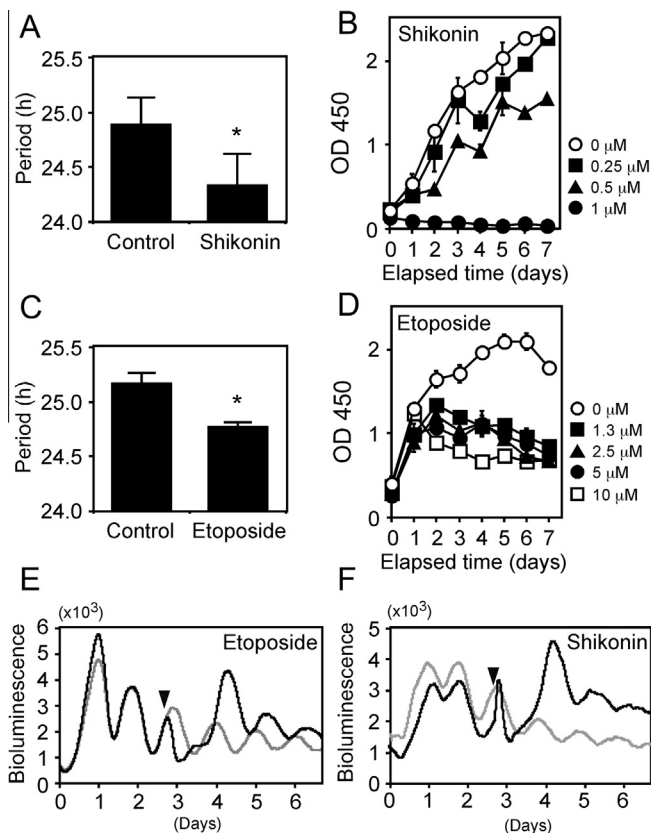 A
Period (h)
25.5
25.0
24.5
24.0
*
Control Shikonin
B
Shikonin
OD 450
2
1
0
0 1 2 3 4 5 6 7
Elapsed time (days)
0 μM
0.25 μM
0.5 μM
1 μM
C
Period (h)
25.5
25.0
24.5
24.0
*
Control Etoposide
D
Etoposide
OD 450
2
1
0
0 1 2 3 4 5 6 7
Elapsed time (days)
0 μM
1.3 μM
2.5 μM
5 μM
10 μM
E
(x10³)
Etoposide
Bioluminescence
6
5
4
3
2
1
0
0 1 2 3 4 5 6
(Days)
F
(x10³)
Shikonin
Bioluminescence
5
4
3
2
1
0
0 1 2 3 4 5 6
(Days)